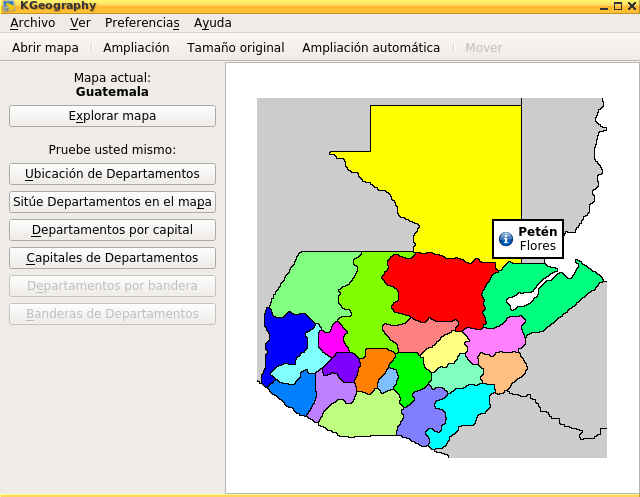 KGeography
Archivo Ver Preferencias Ayuda
Abrir mapa Ampliación Tamaño original Ampliación automática Mover
Mapa actual:
Guatemala
Explorar mapa
Pruebe usted mismo:
Ubicación de Departamentos
Sitúe Departamentos en el mapa
Departamentos por capital
Capitales de Departamentos
Departamentos por bandera
Banderas de Departamentos
Petén
Flores